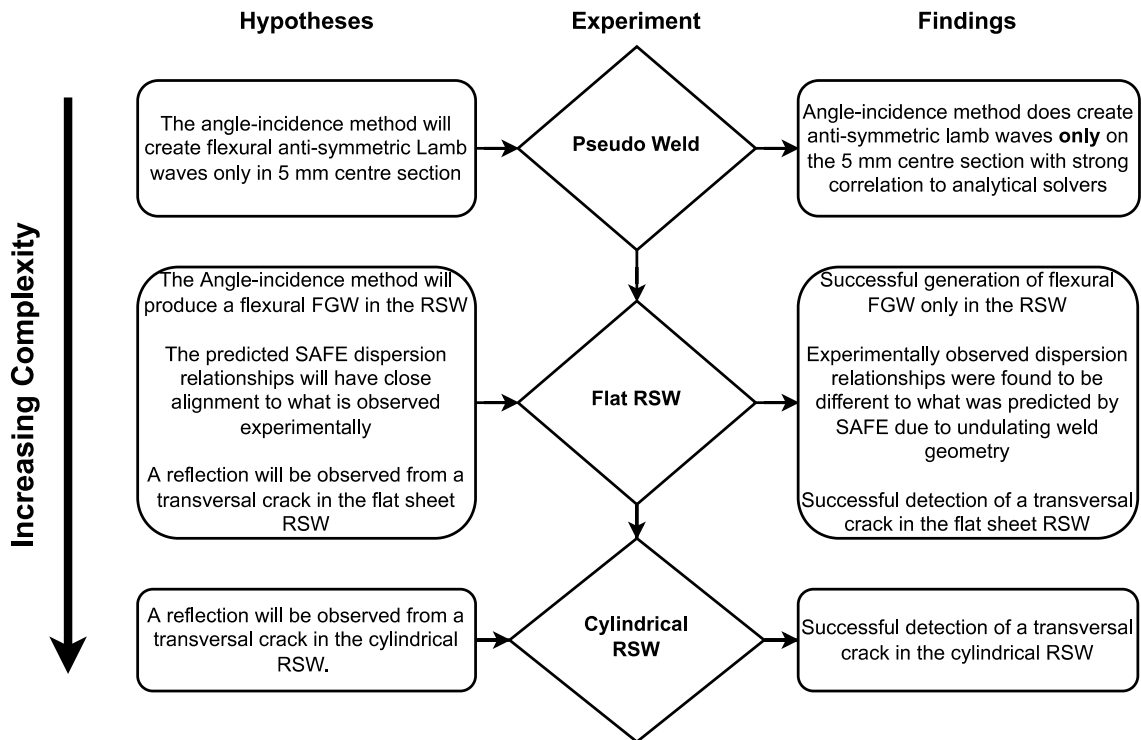 Hypotheses
Experiment
Findings
Increasing Complexity
The angle-incidence method will
create flexural anti-symmetric Lamb
waves only in 5 mm centre section
Pseudo Weld
Angle-incidence method does create
anti-symmetric lamb waves only on
the 5 mm centre section with strong
correlation to analytical solvers
The Angle-incidence method will
produce a flexural FGW in the RSW
The predicted SAFE dispersion
relationships will have close
alignment to what is observed
experimentally
A reflection will be observed from a
transversal crack in the flat sheet
RSW
Flat RSW
Successful generation of flexural
FGW only in the RSW
Experimentally observed dispersion
relationships were found to be
different to what was predicted by
SAFE due to undulating weld
geometry
Successful detection of a transversal
crack in the flat sheet RSW
A reflection will be observed from a
transversal crack in the cylindrical
RSW.
Cylindrical
RSW
Successful detection of a transversal
crack in the cylindrical RSW